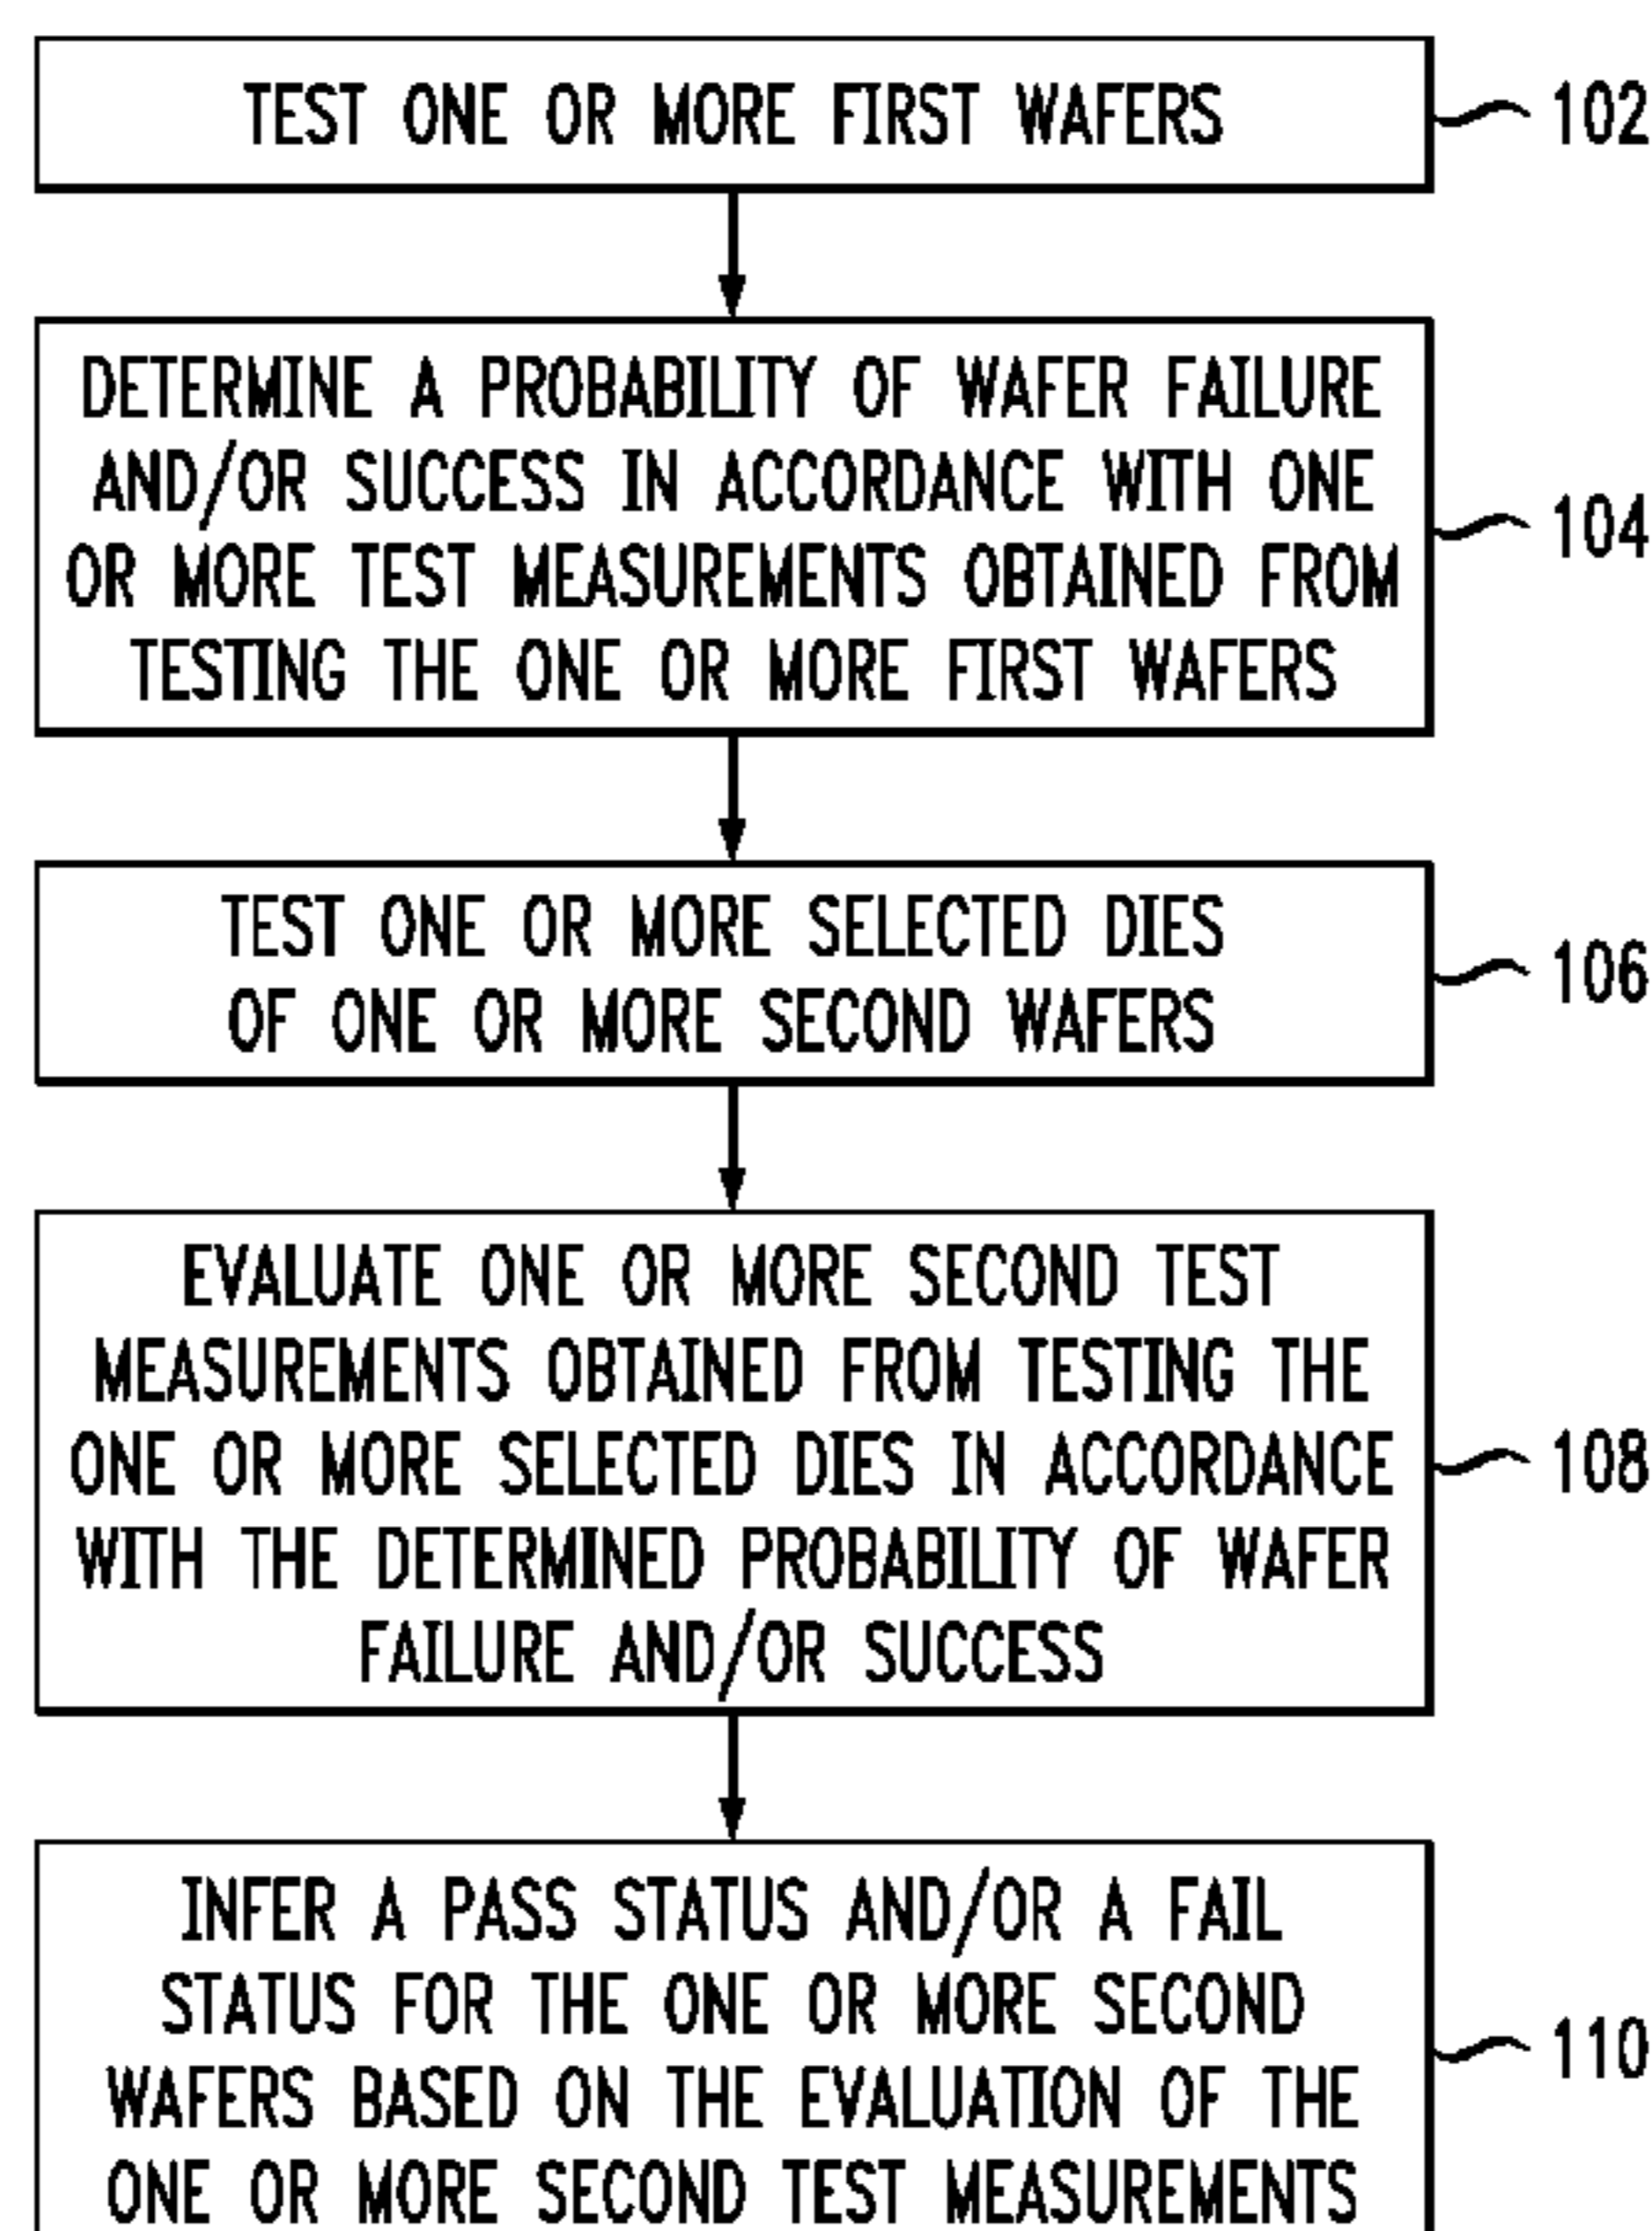 TEST ONE OR MORE FIRST WAFERS
102
DETERMINE A PROBABILITY OF WAFER FAILURE
AND/OR SUCCESS IN ACCORDANCE WITH ONE
OR MORE TEST MEASUREMENTS OBTAINED FROM
TESTING THE ONE OR MORE FIRST WAFERS
104
TEST ONE OR MORE SELECTED DIES
OF ONE OR MORE SECOND WAFERS
106
EVALUATE ONE OR MORE SECOND TEST
MEASUREMENTS OBTAINED FROM TESTING THE
ONE OR MORE SELECTED DIES IN ACCORDANCE
WITH THE DETERMINED PROBABILITY OF WAFER
FAILURE AND/OR SUCCESS
108
INFER A PASS STATUS AND/OR A FAIL
STATUS FOR THE ONE OR MORE SECOND
WAFERS BASED ON THE EVALUATION OF THE
ONE OR MORE SECOND TEST MEASUREMENTS
110